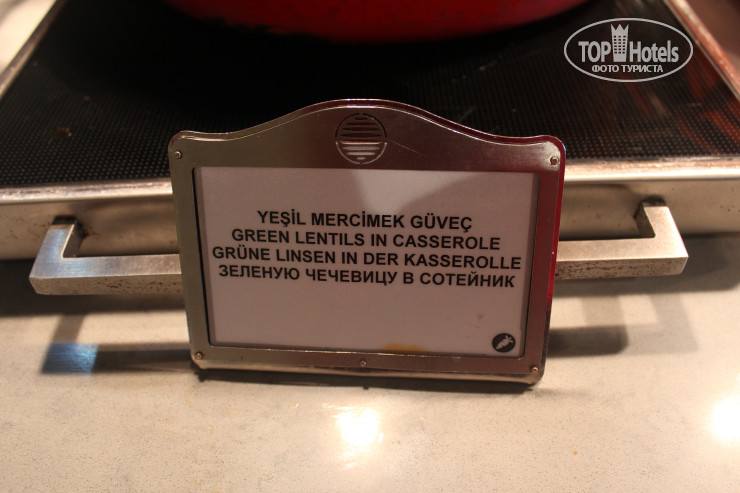 TOP Hotels
ФОТО ТУРИСТА
YEŞİL MERCİMEK GÜVEÇ
GREEN LENTILS IN CASSEROLE
GRÜNE LINSEN IN DER KASSEROLLE
ЗЕЛЕНУЮ ЧЕЧЕВИЦУ В СОТЕЙНИК